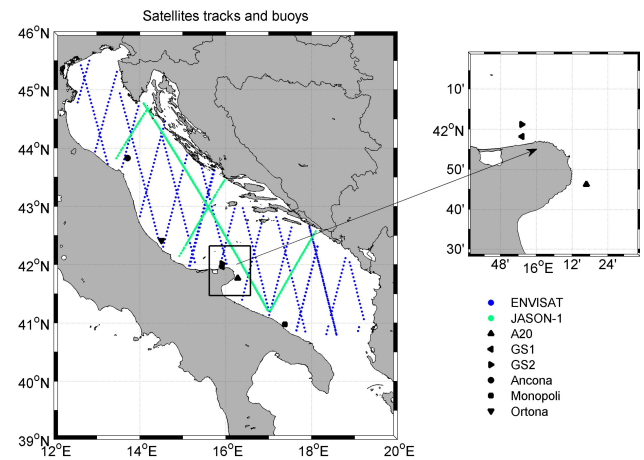 Satellites tracks and buoys
46°N
45°N
44°N
43°N
42°N
41°N
40°N
39°N
12°E
14°E
16°E
18°E
20°E
10'
42°N
50'
40'
30'
48'
16°E
12'
24'
ENVISAT
JASON-1
A20
GS1
GS2
Ancona
Monopoli
Ortona